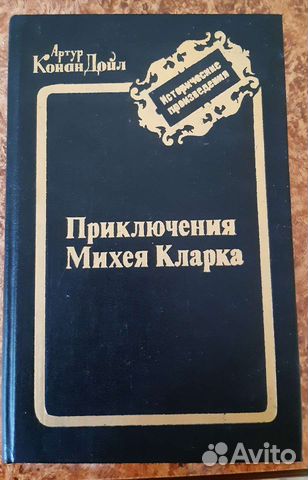 Артур
Конан Дойл
Исторические
произведения
Приключения
Михея Кларка
Avito